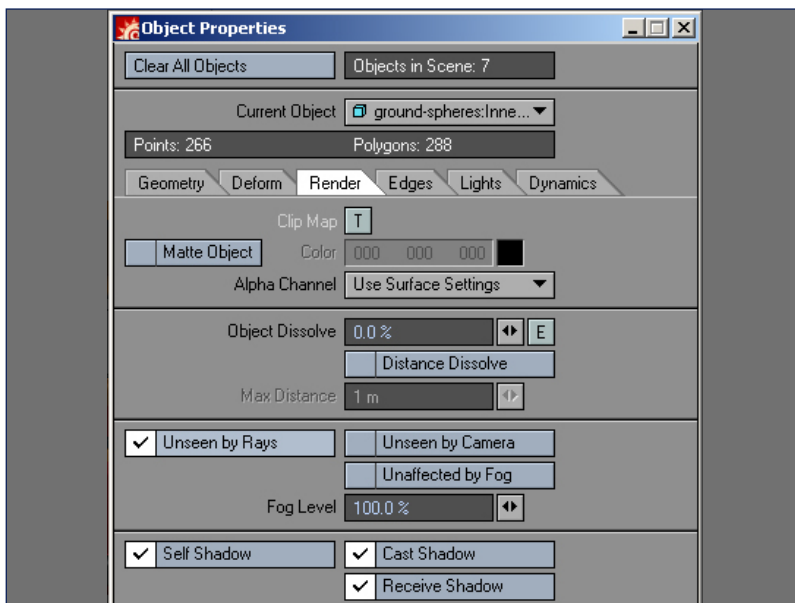 Object Properties
Clear All Objects Objects in Scene: 7
Current Object ground-spheres:Inne...
Points: 266 Polygons: 288
Geometry Deform Render Edges Lights Dynamics
Clip Map T
Matte Object Color 000 000 000
Alpha Channel Use Surface Settings
Object Dissolve 0.0 % E
Distance Dissolve
Max Distance 1 m
Unseen by Rays Unseen by Camera
Unaffected by Fog
Fog Level 100.0 %
Self Shadow Cast Shadow
Receive Shadow